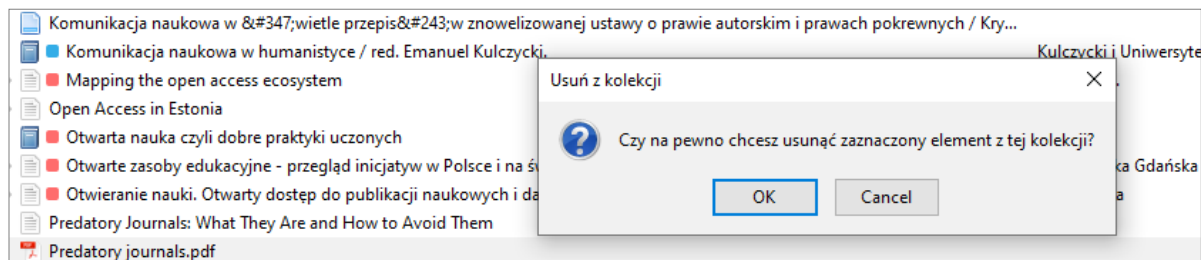 Komunikacja naukowa w &#347;wietle przepis&#243;w znowelizowanej ustawy o prawie autorskim i prawach pokrewnych / Kry...
Komunikacja naukowa w humanistyce / red. Emanuel Kulczycki. Kulczycki i Uniwersyte
Mapping the open access ecosystem
Open Access in Estonia
Otwarta nauka czyli dobre praktyki uczonych
Otwarte zasoby edukacyjne - przegląd inicjatyw w Polsce i na ka Gdańska
Otwieranie nauki. Otwarty dostęp do publikacji naukowych i da a
Predatory Journals: What They Are and How to Avoid Them
Predatory journals.pdf
Usuń z kolekcji
Czy na pewno chcesz usunąć zaznaczony element z tej kolekcji?
OK Cancel